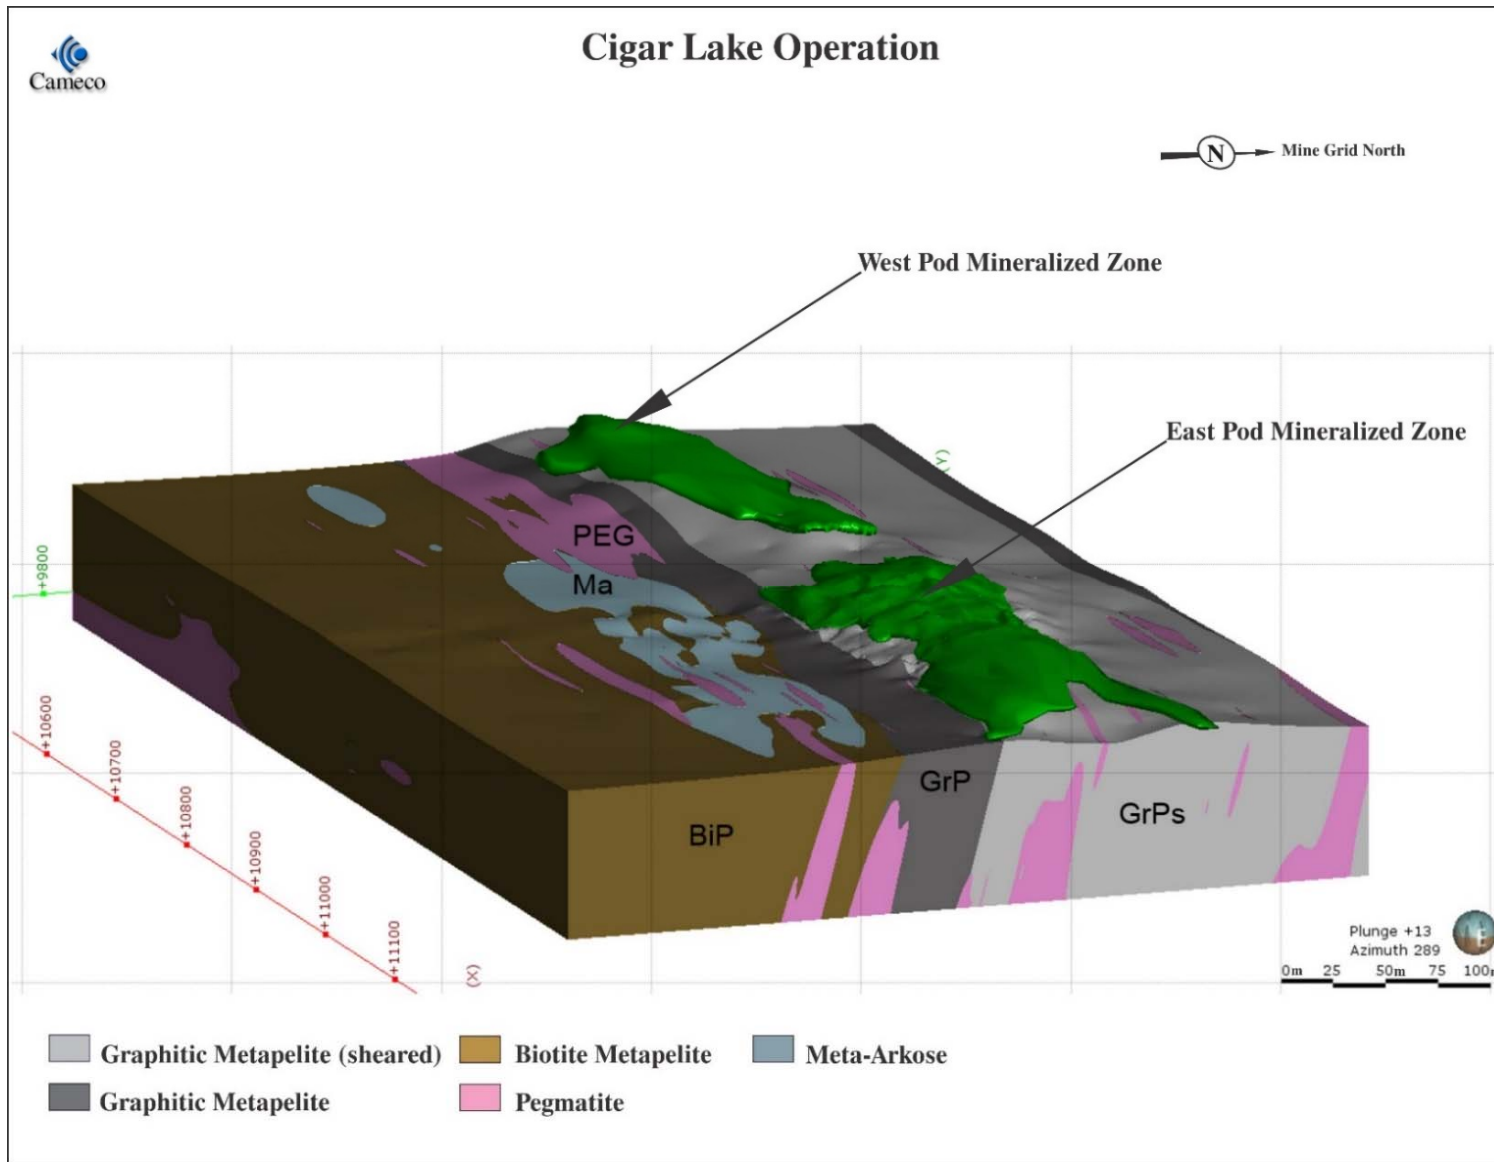 Cigar Lake Operation
Cameco
N
Mine Grid North
West Pod Mineralized Zone
East Pod Mineralized Zone
(Y)
PEG
Ma
+9800
+10600
+10700
+10800
+10900
+11000
+11100
(X)
BiP
GrP
GrPs
Plunge +13
Azimuth 289
0m 25 50m 75 100m
Graphitic Metapelite (sheared)
Biotite Metapelite
Meta-Arkose
Graphitic Metapelite
Pegmatite